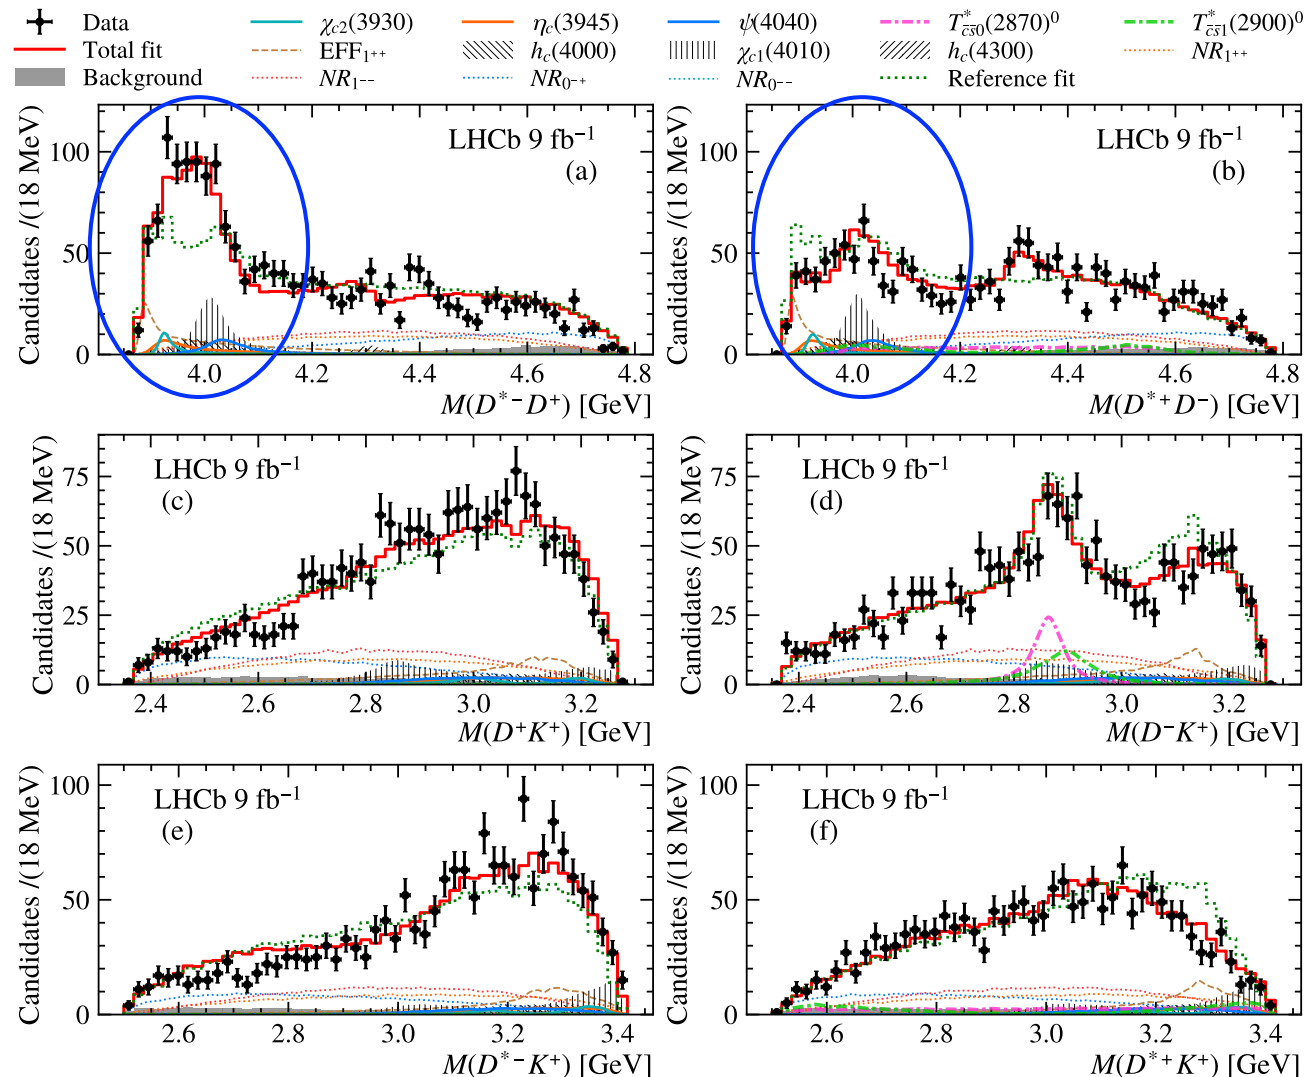 Data χc2(3930) ηc(3945) ψ(4040) T*c̄s̄0(2870)⁰ T*c̄s̄1(2900)⁰
Total fit EFF1++ hc(4000) χc1(4010) hc(4300) NR1++
Background NR1−− NR0−+ NR0−− Reference fit
Candidates /(18 MeV)
100
50
0
LHCb 9 fb⁻¹
(a)
4.0 4.2 4.4 4.6 4.8
M(D*⁻D⁺) [GeV]
Candidates /(18 MeV)
100
50
0
LHCb 9 fb⁻¹
(b)
4.0 4.2 4.4 4.6 4.8
M(D*⁺D⁻) [GeV]
Candidates /(18 MeV)
75
50
25
0
LHCb 9 fb⁻¹
(c)
2.4 2.6 2.8 3.0 3.2
M(D⁺K⁺) [GeV]
Candidates /(18 MeV)
75
50
25
0
LHCb 9 fb⁻¹
(d)
2.4 2.6 2.8 3.0 3.2
M(D⁻K⁺) [GeV]
Candidates /(18 MeV)
100
50
0
LHCb 9 fb⁻¹
(e)
2.6 2.8 3.0 3.2 3.4
M(D*⁻K⁺) [GeV]
Candidates /(18 MeV)
100
50
0
LHCb 9 fb⁻¹
(f)
2.6 2.8 3.0 3.2 3.4
M(D*⁺K⁺) [GeV]